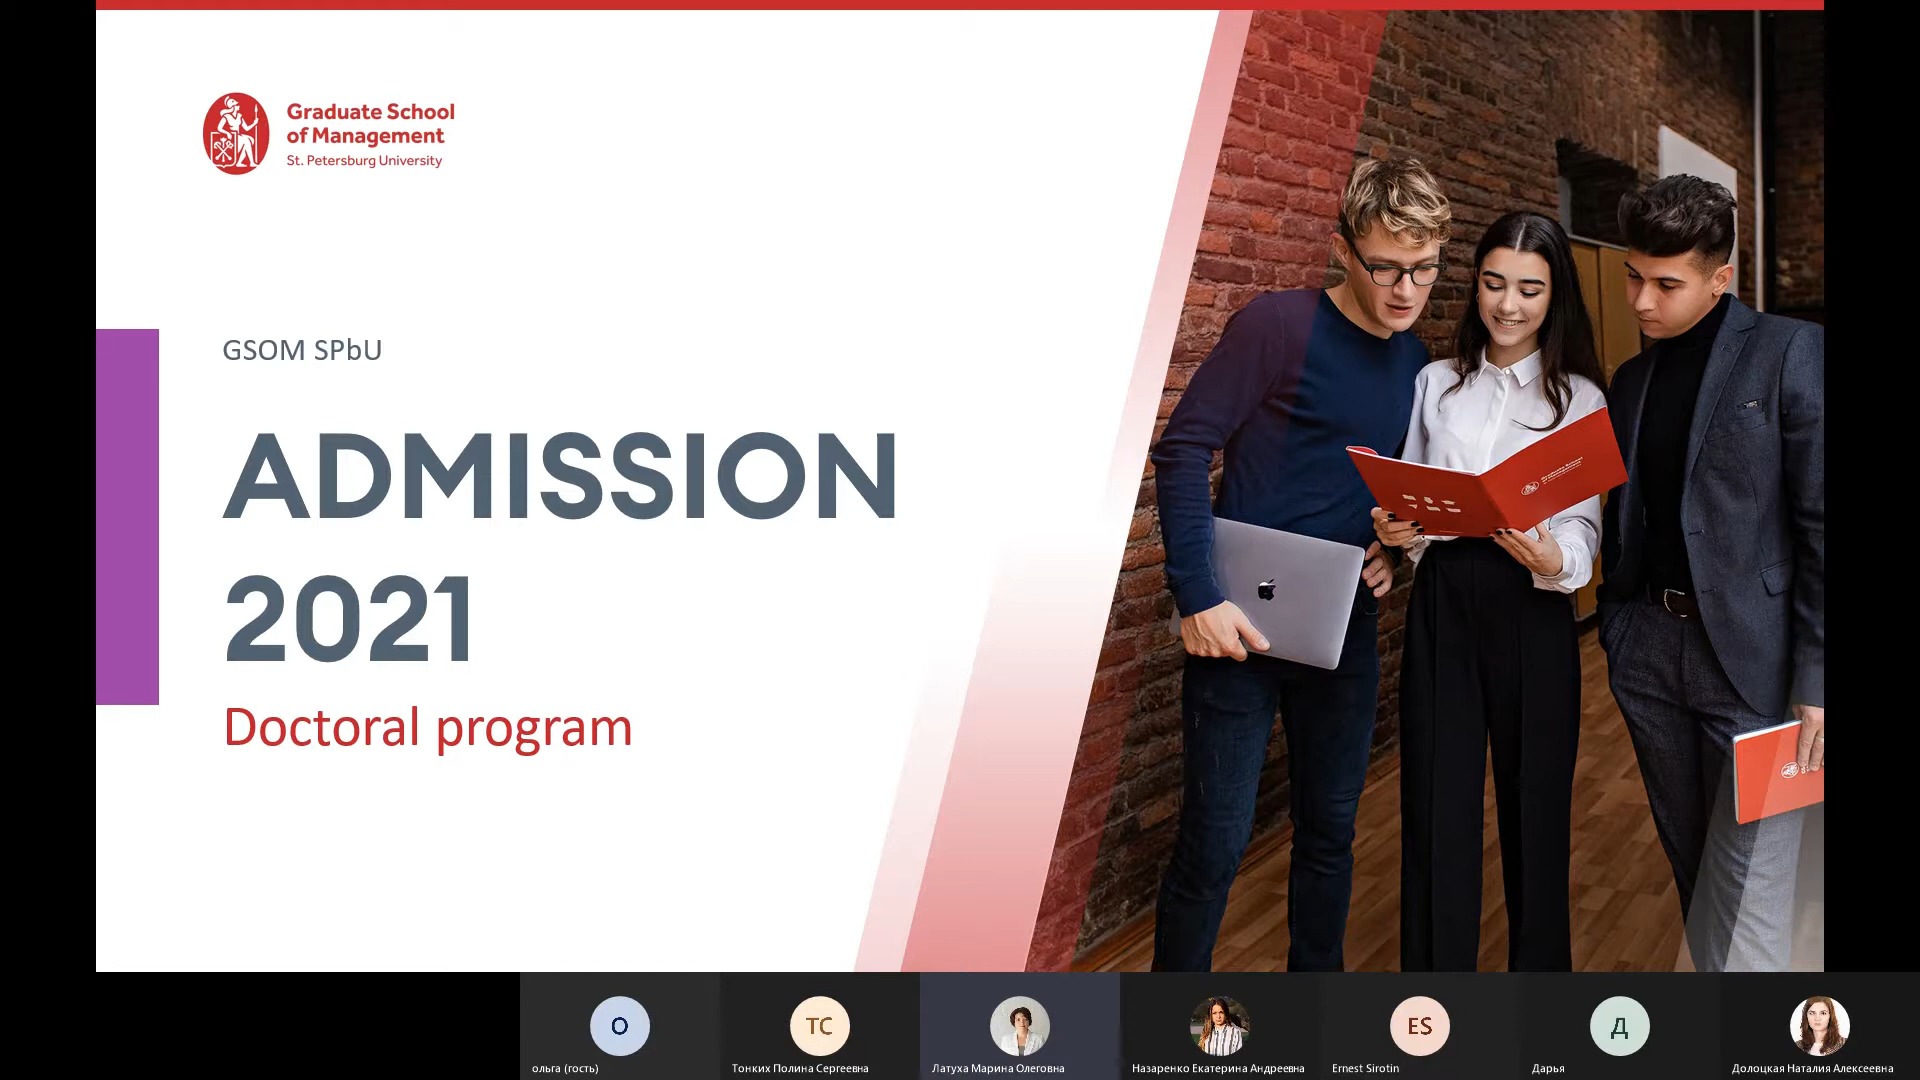 Graduate School
of Management
St. Petersburg University
GSOM SPbU
ADMISSION
2021
Doctoral program
О
ТС
ES
Д
ольга (гость)
Тонких Полина Сергеевна
Латуха Марина Олеговна
Назаренко Екатерина Андреевна
Ernest Sirotin
Дарья
Долоцкая Наталия Алексеевна